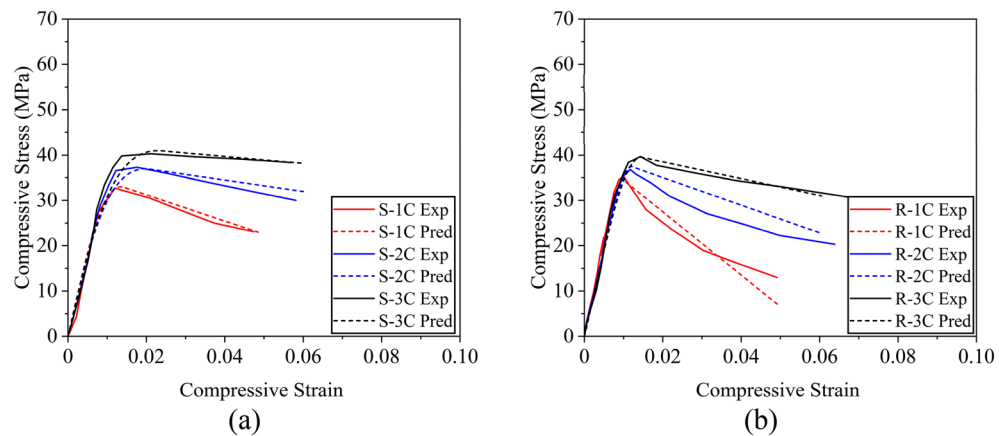 70
60
50
40
30
20
10
0
Compressive Stress (MPa)
S-1C Exp
S-1C Pred
S-2C Exp
S-2C Pred
S-3C Exp
S-3C Pred
0 0.02 0.04 0.06 0.08 0.10
Compressive Strain
(a)
70
60
50
40
30
20
10
0
Compressive Stress (MPa)
R-1C Exp
R-1C Pred
R-2C Exp
R-2C Pred
R-3C Exp
R-3C Pred
0 0.02 0.04 0.06 0.08 0.10
Compressive Strain
(b)